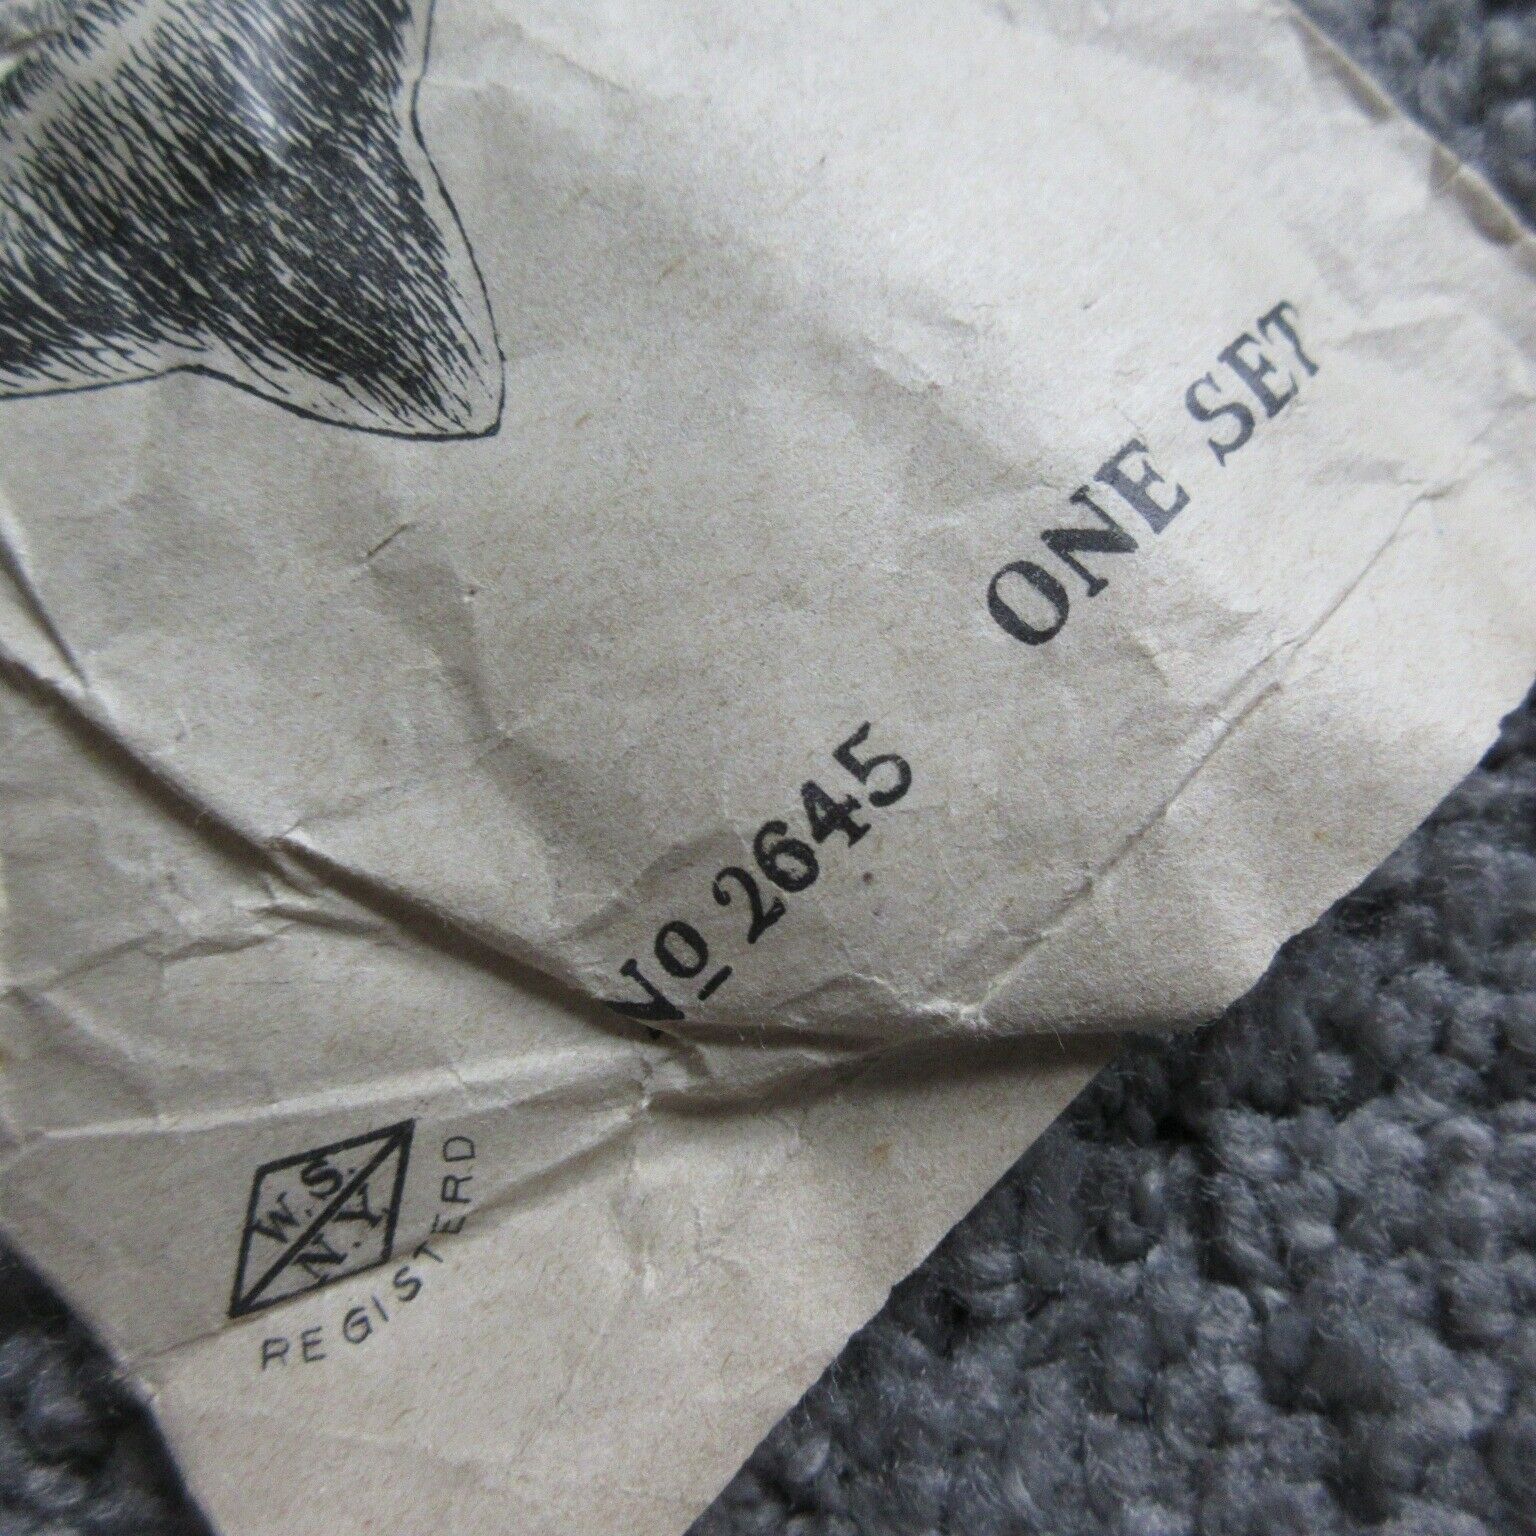 No 2645 ONE SET
W.S.
N.Y.
REGISTERD